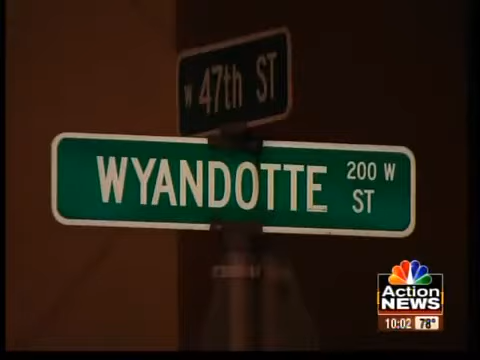 W 47th ST
WYANDOTTE 200 W ST
Action
NEWS
10:02 78°